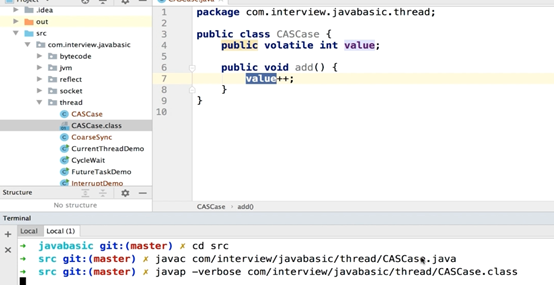 Project
CASCase.java
.idea
out
src
com.interview.javabasic
bytecode
jvm
reflect
socket
thread
CASCase
CASCase.class
CoarseSync
CurrentThreadDemo
CycleWait
FutureTaskDemo
InterruptDemo
1 package com.interview.javabasic.thread;
2
3 public class CASCase {
4 public volatile int value;
5
6 public void add() {
7 value++;
8 }
9 }
10
CASCase › add()
Structure
No structure
Terminal
Local Local (1)
➜ javabasic git:(master) ✗ cd src
➜ src git:(master) ✗ javac com/interview/javabasic/thread/CASCase.java
➜ src git:(master) ✗ javap -verbose com/interview/javabasic/thread/CASCase.class